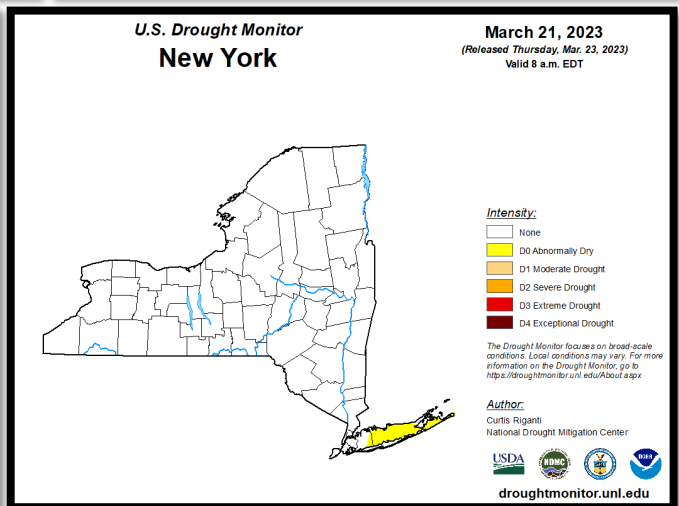 U.S. Drought Monitor
New York
March 21, 2023
(Released Thursday, Mar. 23, 2023)
Valid 8 a.m. EDT
Intensity:
None
D0 Abnormally Dry
D1 Moderate Drought
D2 Severe Drought
D3 Extreme Drought
D4 Exceptional Drought
The Drought Monitor focuses on broad-scale
conditions. Local conditions may vary. For more
information on the Drought Monitor, go to
https://droughtmonitor.unl.edu/About.aspx
Author:
Curtis Riganti
National Drought Mitigation Center
USDA
NDMC
NOAA
droughtmonitor.unl.edu